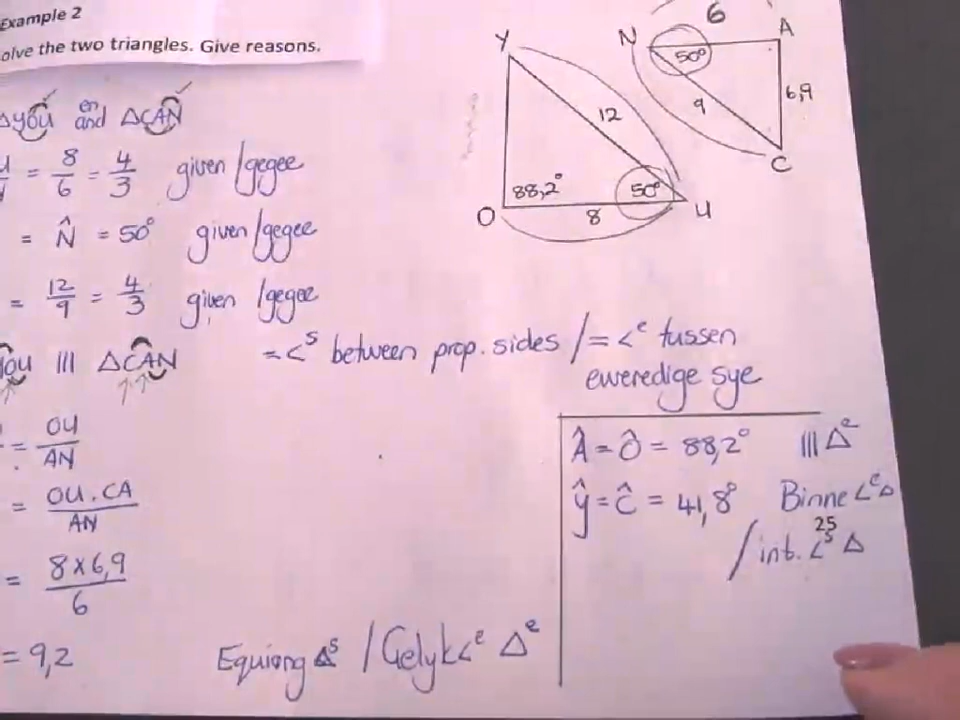 Example 2
olve the two triangles. Give reasons.
ΔYOU en and ΔCAN
= 8/6 = 4/3 given /gegee
= N̂ = 50° given /gegee
= 12/9 = 4/3 given /gegee
YOU ||| ΔCAN = <s between prop. sides / = <e tussen
eweredige sye
= OU/AN
= OU.CA/AN
= 8×6,9/6
= 9,2 Equiang Δs / Gelyk<e Δe
Â = Ô = 88,2° ||| Δe
Ŷ = Ĉ = 41,8° Binne <e Δ
/ int. <s Δ
25
Y
12
88,2°
50°
O
8
U
N
6
A
50°
9
6,9
C